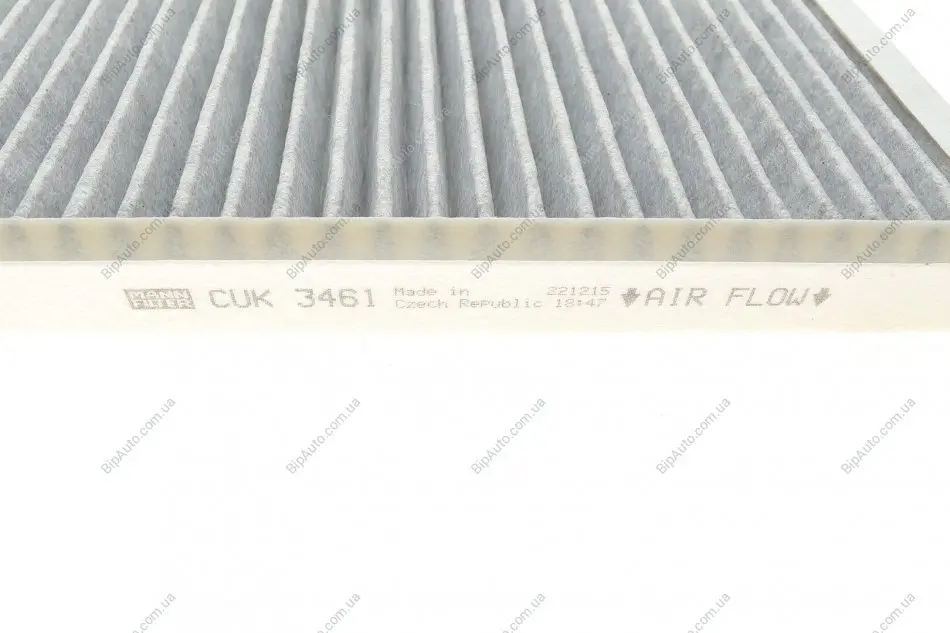 MANN FILTER CUK 3461 Made in Czech Republic 221215 18:47 AIR FLOW
BipAuto.com.ua